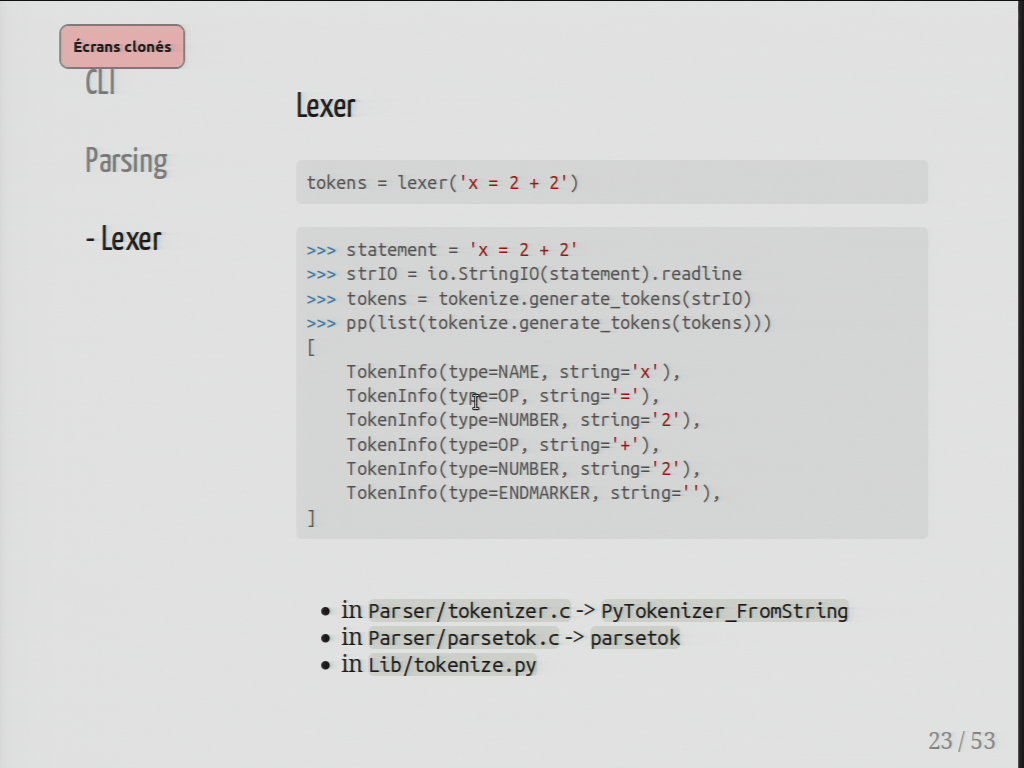 Écrans clonés
CLI
Parsing
- Lexer
Lexer
tokens = lexer('x = 2 + 2')
>>> statement = 'x = 2 + 2'
>>> strIO = io.StringIO(statement).readline
>>> tokens = tokenize.generate_tokens(strIO)
>>> pp(list(tokenize.generate_tokens(tokens)))
[
    TokenInfo(type=NAME, string='x'),
    TokenInfo(type=OP, string='='),
    TokenInfo(type=NUMBER, string='2'),
    TokenInfo(type=OP, string='+'),
    TokenInfo(type=NUMBER, string='2'),
    TokenInfo(type=ENDMARKER, string=''),
]
• in Parser/tokenizer.c -> PyTokenizer_FromString
• in Parser/parsetok.c -> parsetok
• in Lib/tokenize.py
23 / 53